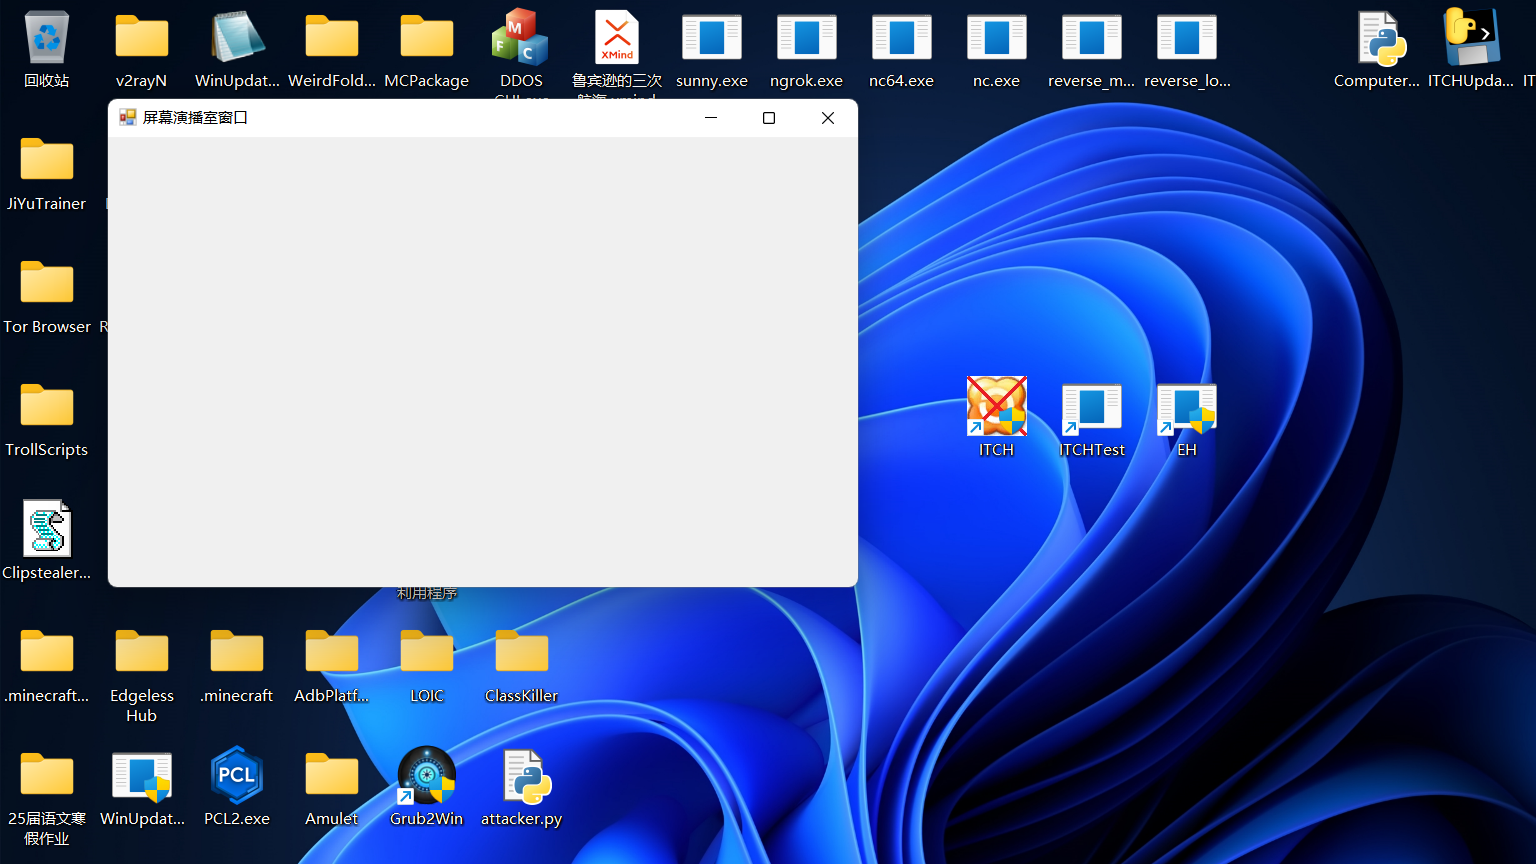 回收站
v2rayN
WinUpdat...
WeirdFold...
MCPackage
DDOS
鲁宾逊的三次
sunny.exe
ngrok.exe
nc64.exe
nc.exe
reverse_m...
reverse_lo...
Computer...
ITCHUpda...
屏幕演播室窗口
JiYuTrainer
Tor Browser
TrollScripts
ITCH
ITCHTest
EH
Clipstealer...
利用程序
.minecraft...
Edgeless
Hub
.minecraft
AdbPlatf...
LOIC
ClassKiller
25届语文寒
假作业
WinUpdat...
PCL
PCL2.exe
Amulet
Grub2Win
attacker.py
M
F
C
XMind